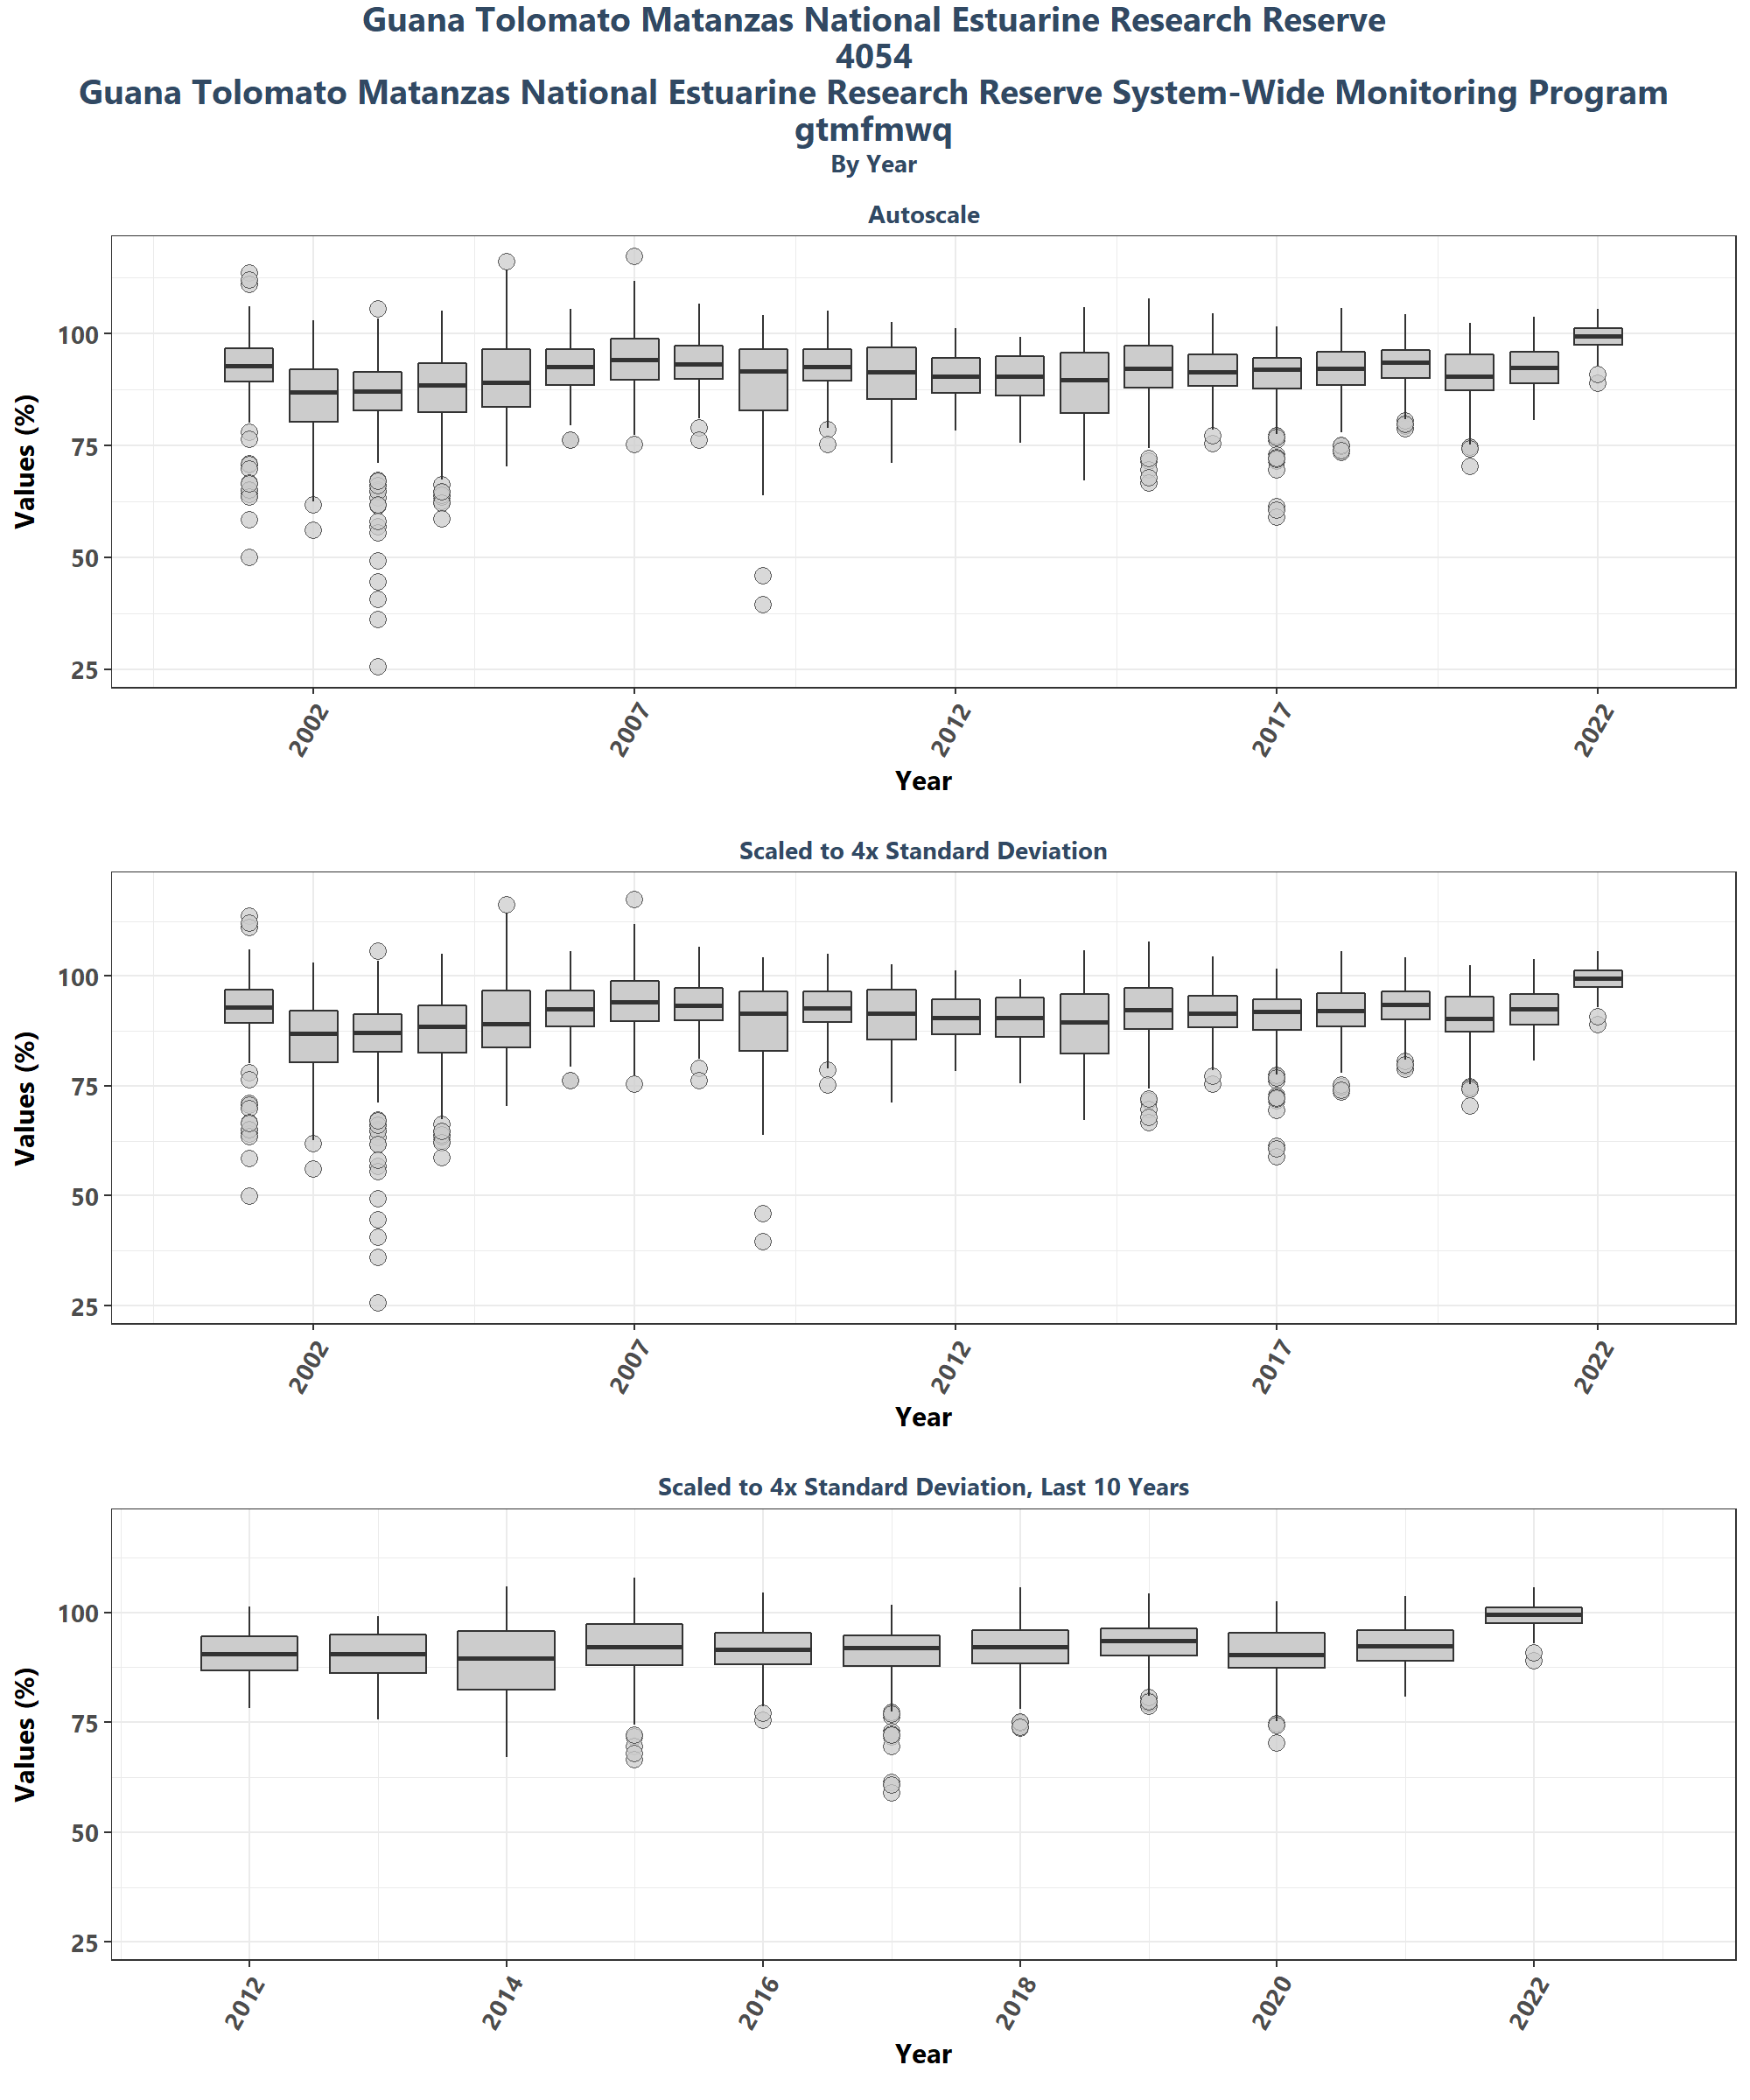 Guana Tolomato Matanzas National Estuarine Research Reserve
4054
Guana Tolomato Matanzas National Estuarine Research Reserve System-Wide Monitoring Program
gtmfmwq
By Year
Autoscale
Values (%)
100
75
50
25
2002
2007
2012
2017
2022
Year
Scaled to 4x Standard Deviation
Values (%)
100
75
50
25
2002
2007
2012
2017
2022
Year
Scaled to 4x Standard Deviation, Last 10 Years
Values (%)
100
75
50
25
2012
2014
2016
2018
2020
2022
Year